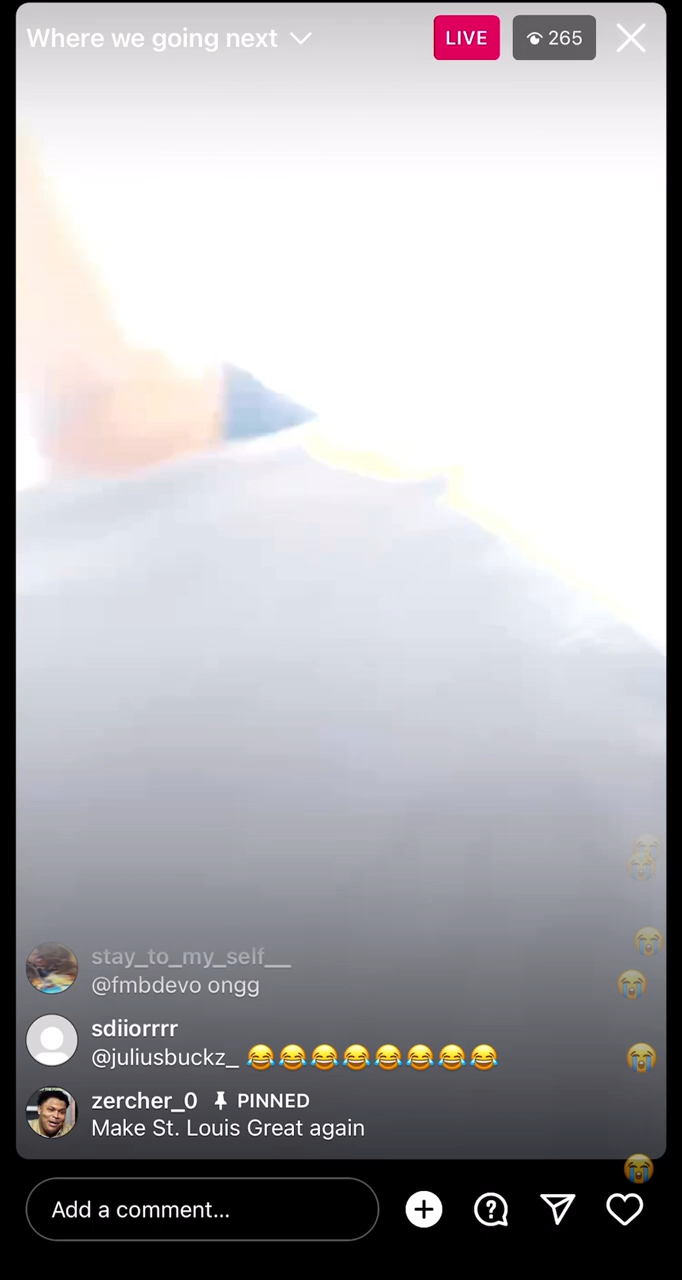 Where we going next
LIVE
265
stay_to_my_self__
@fmbdevo ongg
sdiiorrrr
@juliusbuckz_ 😂😂😂😂😂😂😂😂
zercher_0 PINNED
Make St. Louis Great again
Add a comment...